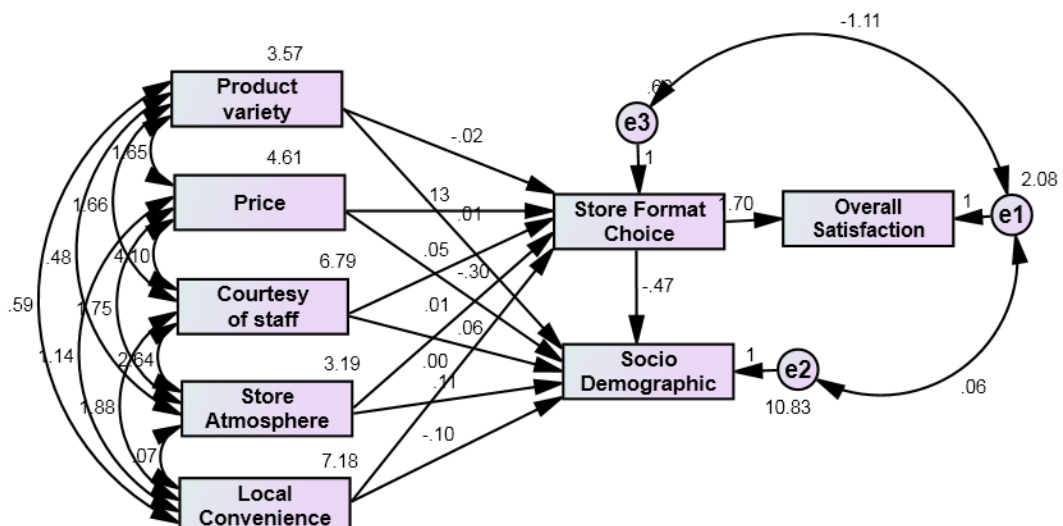 -1.11
3.57
Product
variety
.69
e3
-.02
1.65
4.61
1
13
2.08
Price
Store Format
Choice
1.70
Overall
Satisfaction
1
e1
1.66
.01
.05
-.30
4.10
6.79
.48
Courtesy
of staff
-.47
.59
1.75
.01
.06
1.14
2.64
3.19
.00
Socio
Demographic
1
e2
.11
.06
Store
Atmosphere
10.83
1.88
-.10
.07
7.18
Local
Convenience